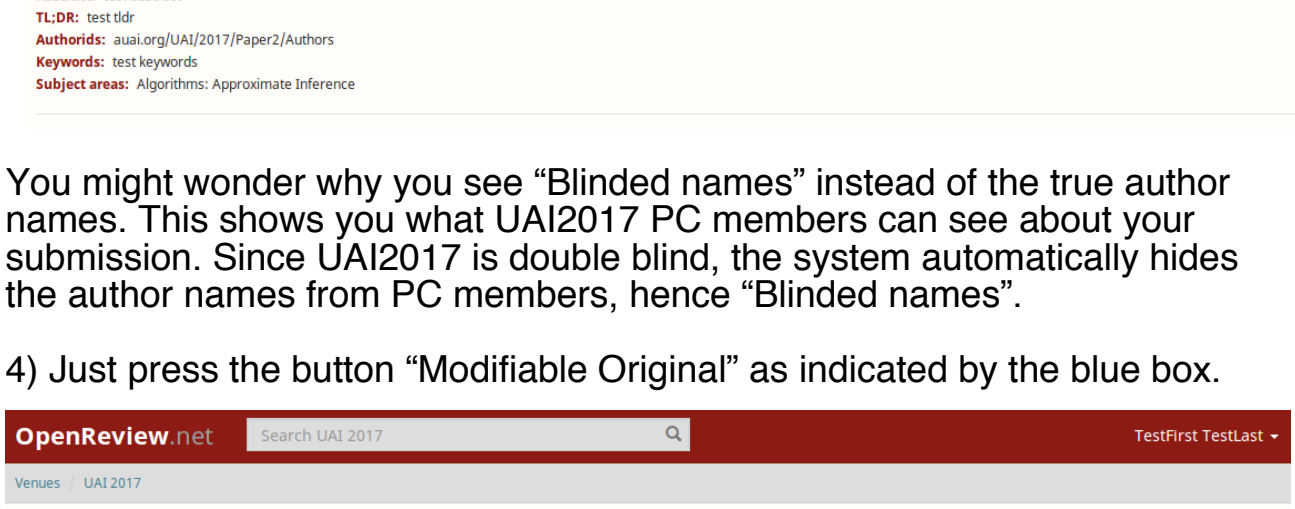 TL;DR: test tldr
Authorids: auai.org/UAI/2017/Paper2/Authors
Keywords: test keywords
Subject areas: Algorithms: Approximate Inference
You might wonder why you see “Blinded names” instead of the true author
names. This shows you what UAI2017 PC members can see about your
submission. Since UAI2017 is double blind, the system automatically hides
the author names from PC members, hence “Blinded names”.
4) Just press the button “Modifiable Original” as indicated by the blue box.
OpenReview.net Search UAI 2017 TestFirst TestLast
Venues / UAI 2017